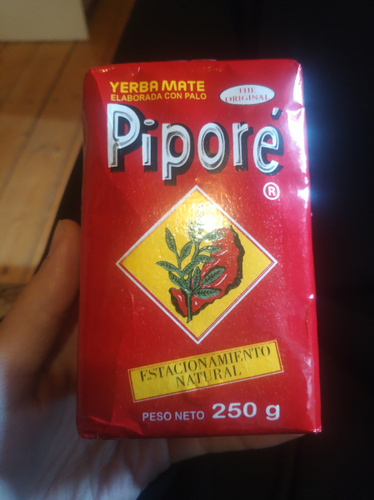 YERBA MATE
ELABORADA CON PALO
THE
ORIGINAL
Piporé
®
ESTACIONAMIENTO
NATURAL
PESO NETO 250 g